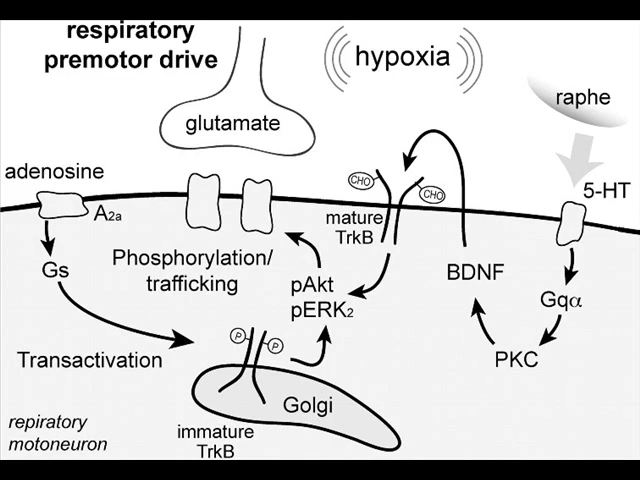 respiratory
premotor drive
hypoxia
raphe
glutamate
adenosine
CHO
CHO
5-HT
A2a
mature
TrkB
Gs
Phosphorylation/
trafficking
pAkt
pERK2
BDNF
Gqα
P
P
Transactivation
PKC
Golgi
repiratory
motoneuron
immature
TrkB